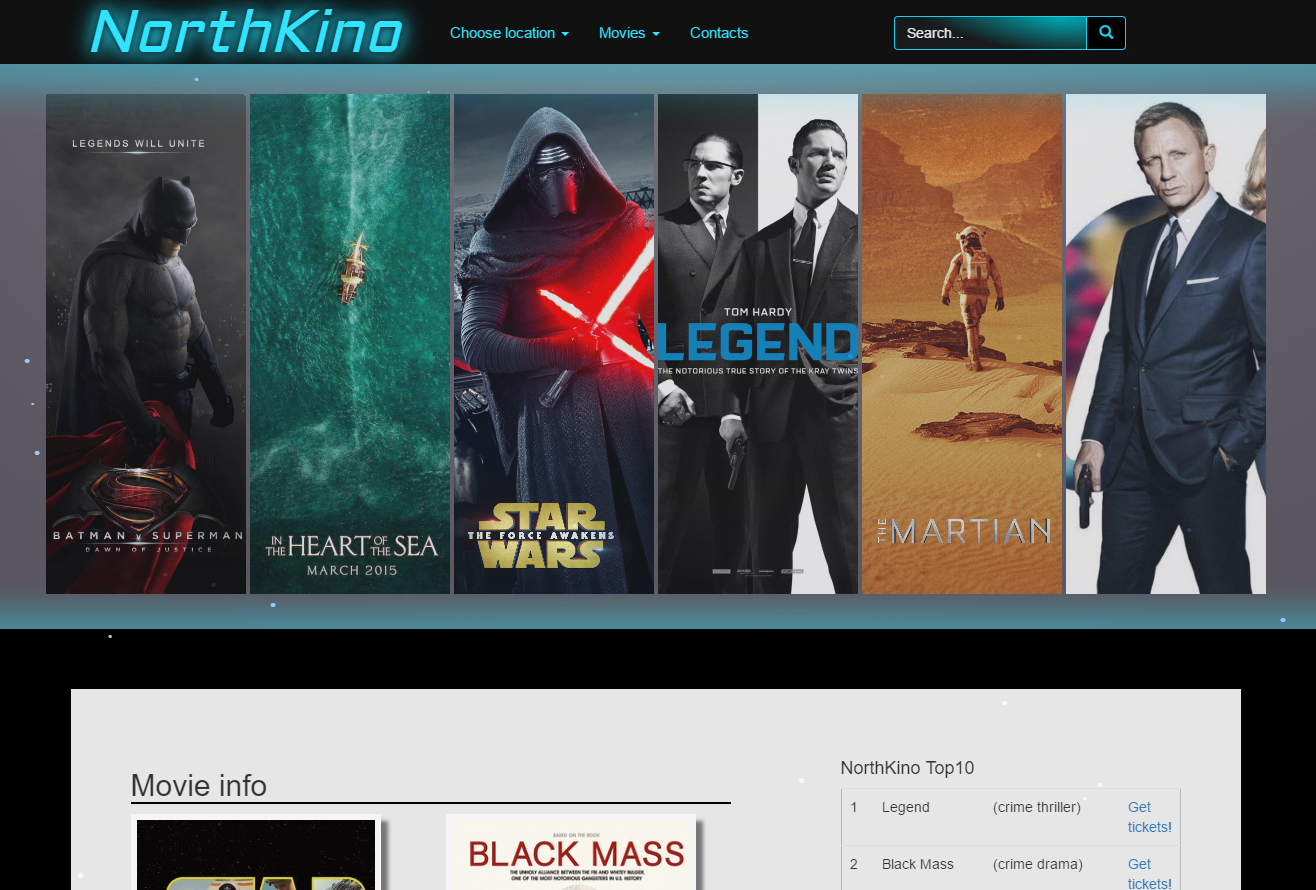 NorthKino
Choose location
Movies
Contacts
Search...
LEGENDS WILL UNITE
BATMAN V SUPERMAN
DAWN OF JUSTICE
IN THE HEART OF THE SEA
MARCH 2015
STAR
THE FORCE AWAKENS
WARS
TOM HARDY
LEGEND
THE NOTORIOUS TRUE STORY OF THE KRAY TWINS
THE MARTIAN
Movie info
BASED ON THE BOOK
BLACK MASS
THE UNHOLY ALLIANCE BETWEEN THE FBI AND WHITEY BULGER,
ONE OF THE MOST NOTORIOUS GANGSTERS IN U.S. HISTORY
NorthKino Top10
1 Legend (crime thriller) Get
tickets!
2 Black Mass (crime drama) Get
tickets!